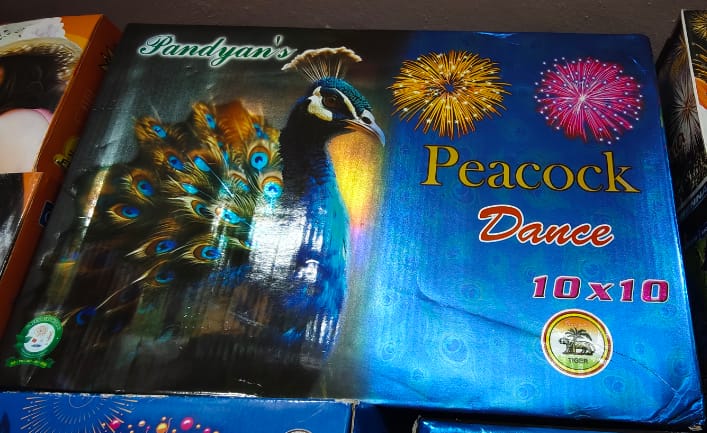 Pandyan's
Peacock
Dance
10x10
TIGER